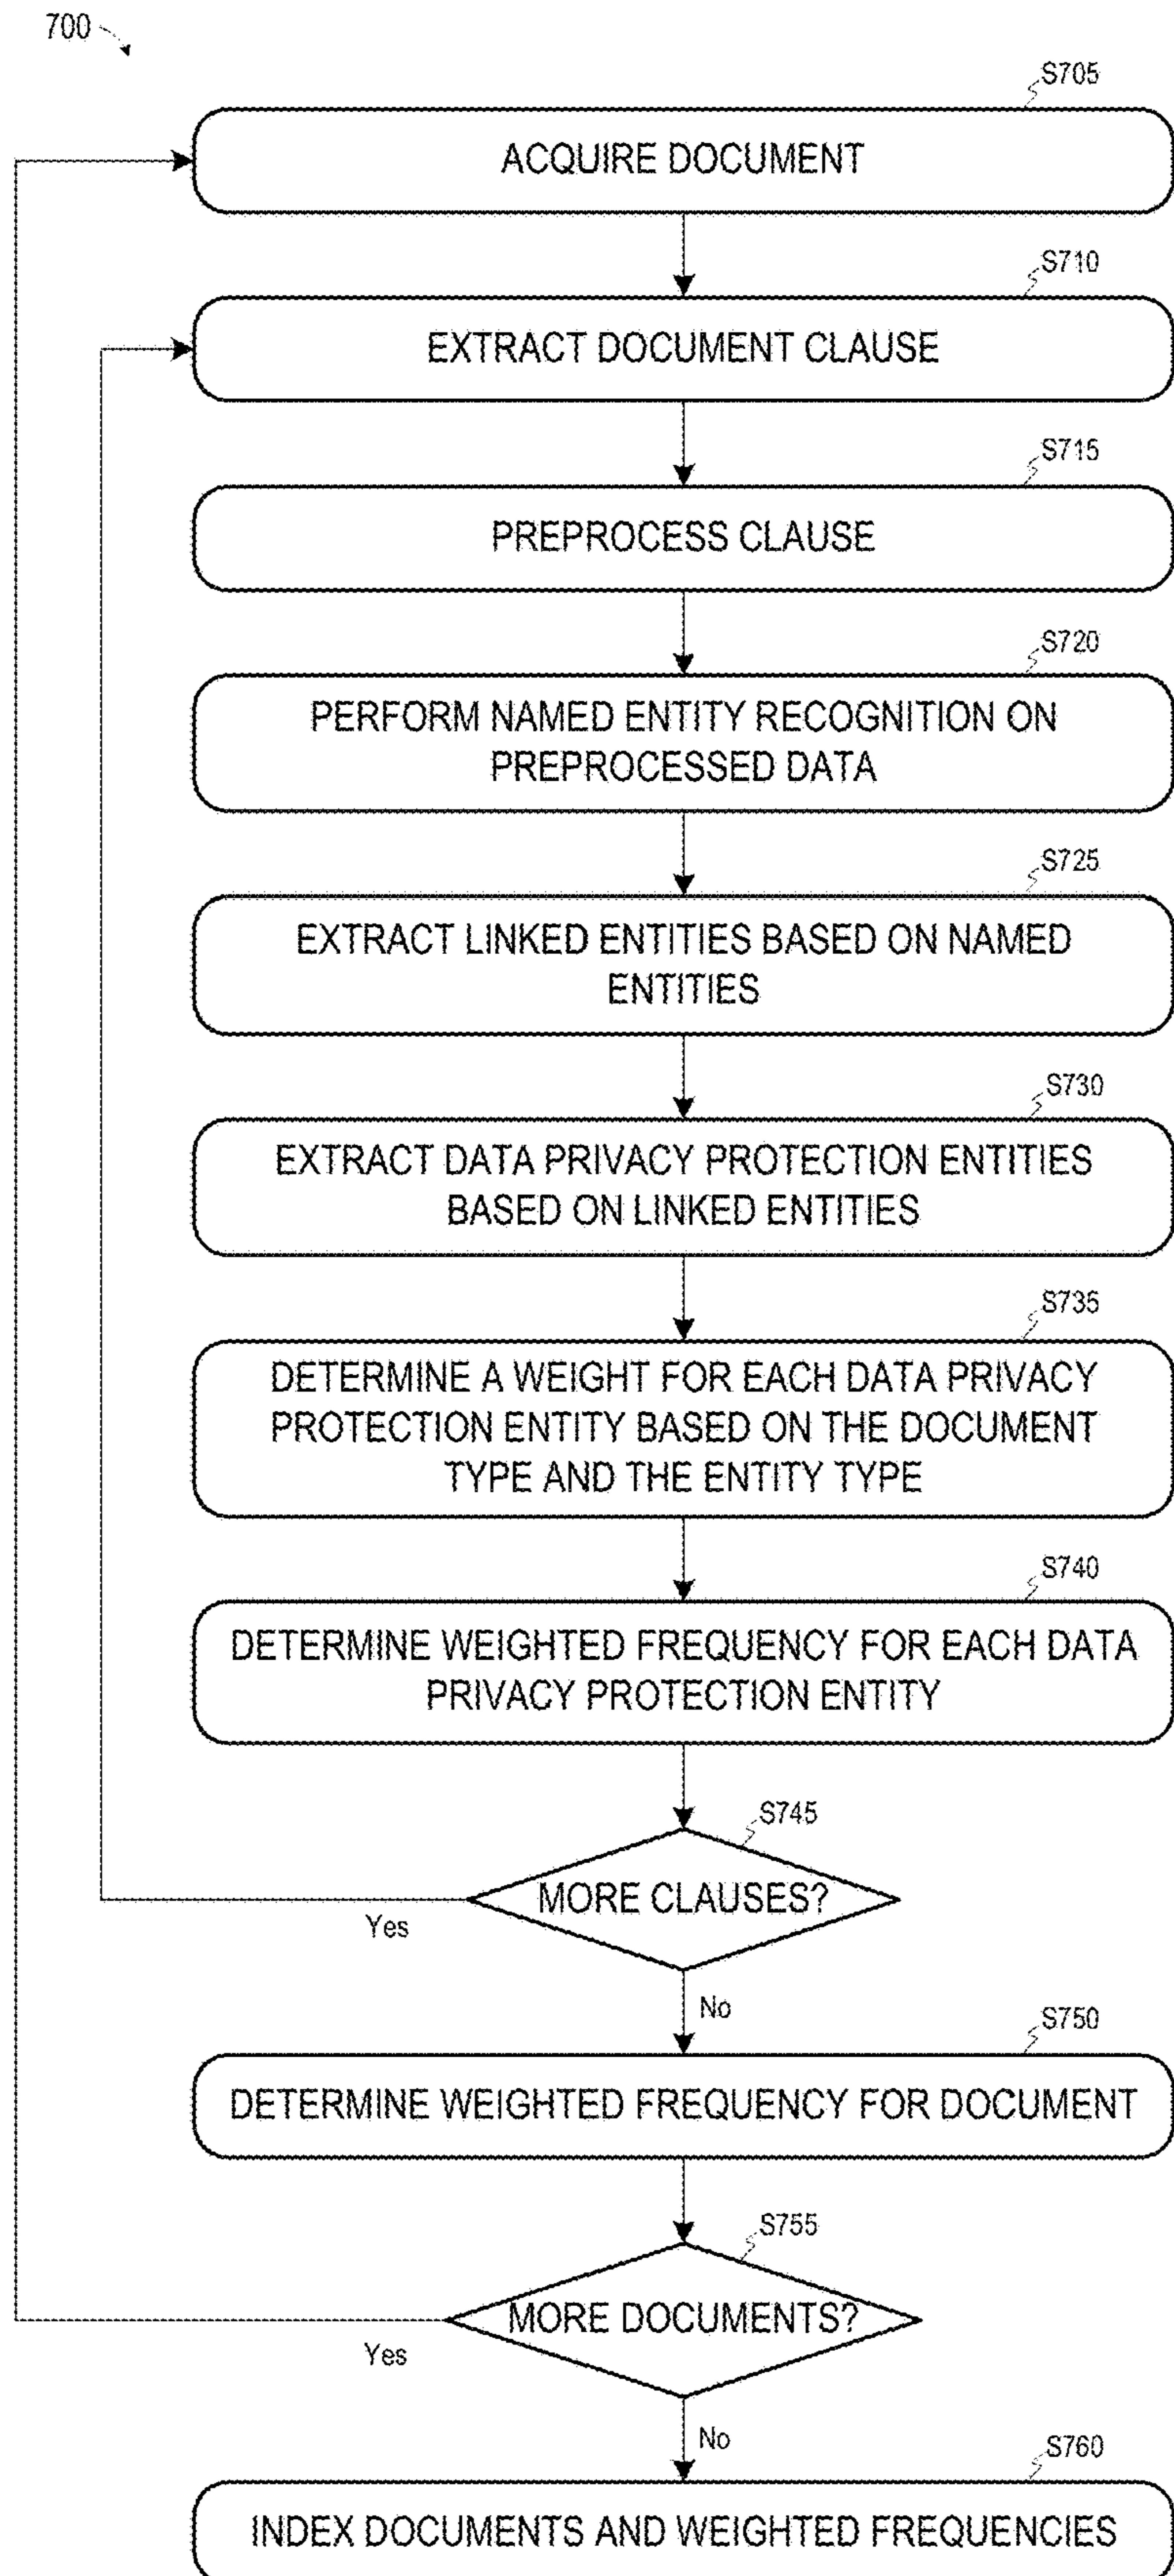 700
S705
ACQUIRE DOCUMENT
S710
EXTRACT DOCUMENT CLAUSE
S715
PREPROCESS CLAUSE
S720
PERFORM NAMED ENTITY RECOGNITION ON
PREPROCESSED DATA
S725
EXTRACT LINKED ENTITIES BASED ON NAMED
ENTITIES
S730
EXTRACT DATA PRIVACY PROTECTION ENTITIES
BASED ON LINKED ENTITIES
S735
DETERMINE A WEIGHT FOR EACH DATA PRIVACY
PROTECTION ENTITY BASED ON THE DOCUMENT
TYPE AND THE ENTITY TYPE
S740
DETERMINE WEIGHTED FREQUENCY FOR EACH DATA
PRIVACY PROTECTION ENTITY
S745
MORE CLAUSES?
Yes
No
S750
DETERMINE WEIGHTED FREQUENCY FOR DOCUMENT
S755
MORE DOCUMENTS?
Yes
No
S760
INDEX DOCUMENTS AND WEIGHTED FREQUENCIES